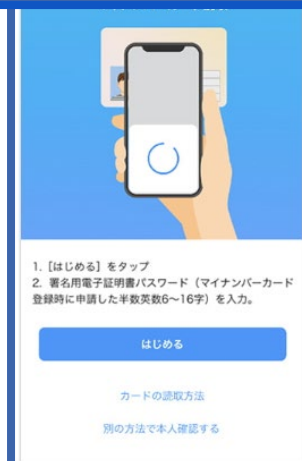 1. [はじめる] をタップ
2. 署名用電子証明書パスワード（マイナンバーカード
登録時に申請した半数英数6〜16字）を入力。
はじめる
カードの読取方法
別の方法で本人確認する